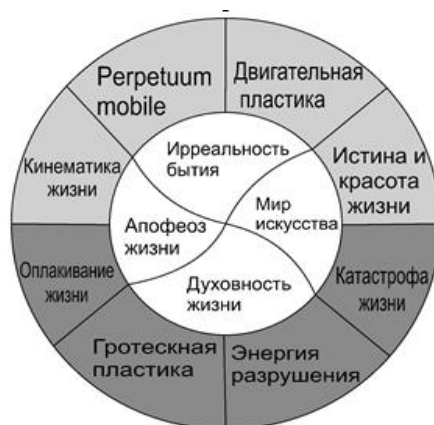 Perpetuum
mobile
Двигательная
пластика
Кинематика
жизни
Истина и
красота
жизни
Ирреальность
бытия
Апофеоз
жизни
Мир
искусства
Духовность
жизни
Оплакивание
жизни
Катастрофа
жизни
Гротескная
пластика
Энергия
разрушения